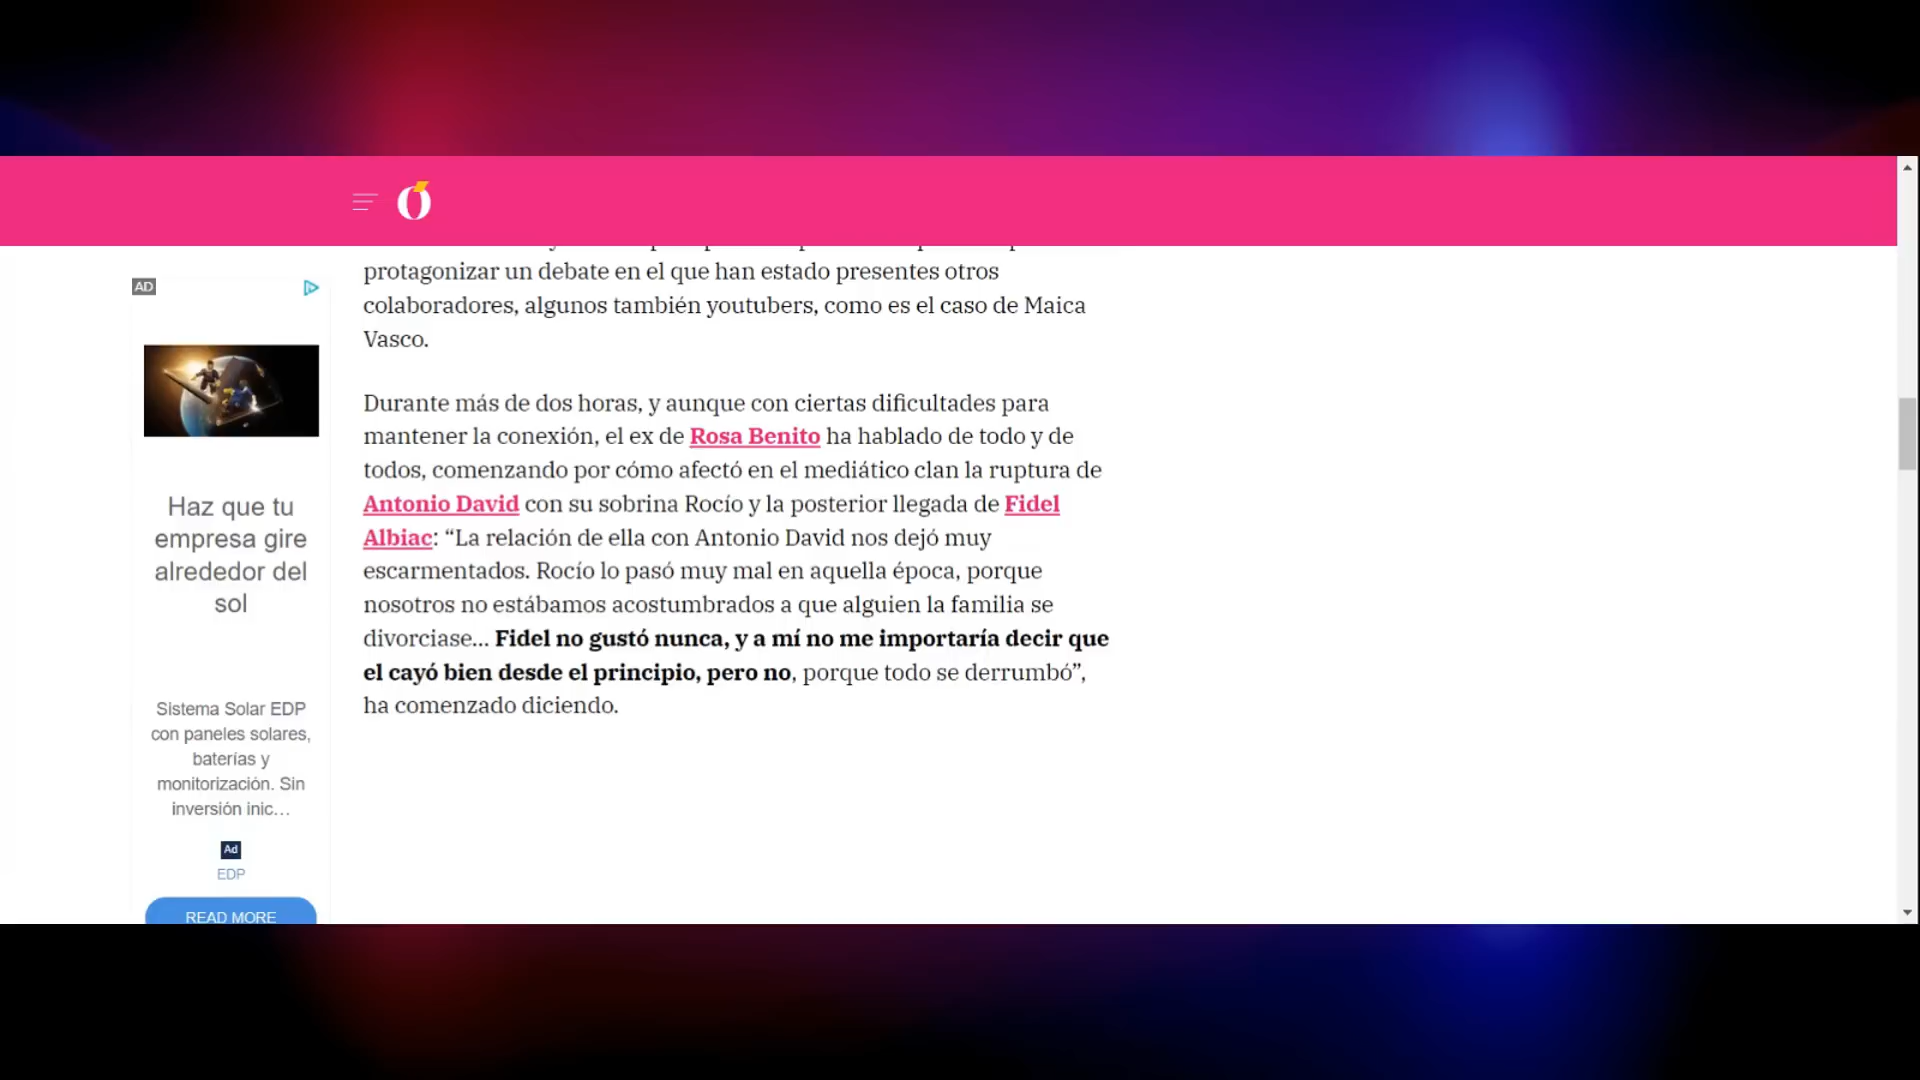 AD
Haz que tu
empresa gire
alrededor del
sol
Sistema Solar EDP
con paneles solares,
baterías y
monitorización. Sin
inversión inic...
Ad
EDP
READ MORE
protagonizar un debate en el que han estado presentes otros
colaboradores, algunos también youtubers, como es el caso de Maica
Vasco.
Durante más de dos horas, y aunque con ciertas dificultades para
mantener la conexión, el ex de Rosa Benito ha hablado de todo y de
todos, comenzando por cómo afectó en el mediático clan la ruptura de
Antonio David con su sobrina Rocío y la posterior llegada de Fidel
Albiac: “La relación de ella con Antonio David nos dejó muy
escarmentados. Rocío lo pasó muy mal en aquella época, porque
nosotros no estábamos acostumbrados a que alguien la familia se
divorciase... Fidel no gustó nunca, y a mí no me importaría decir que
el cayó bien desde el principio, pero no, porque todo se derrumbó”,
ha comenzado diciendo.